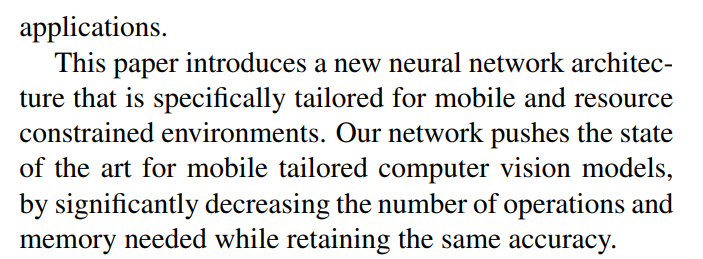 applications.
This paper introduces a new neural network architec-
ture that is specifically tailored for mobile and resource
constrained environments. Our network pushes the state
of the art for mobile tailored computer vision models,
by significantly decreasing the number of operations and
memory needed while retaining the same accuracy.